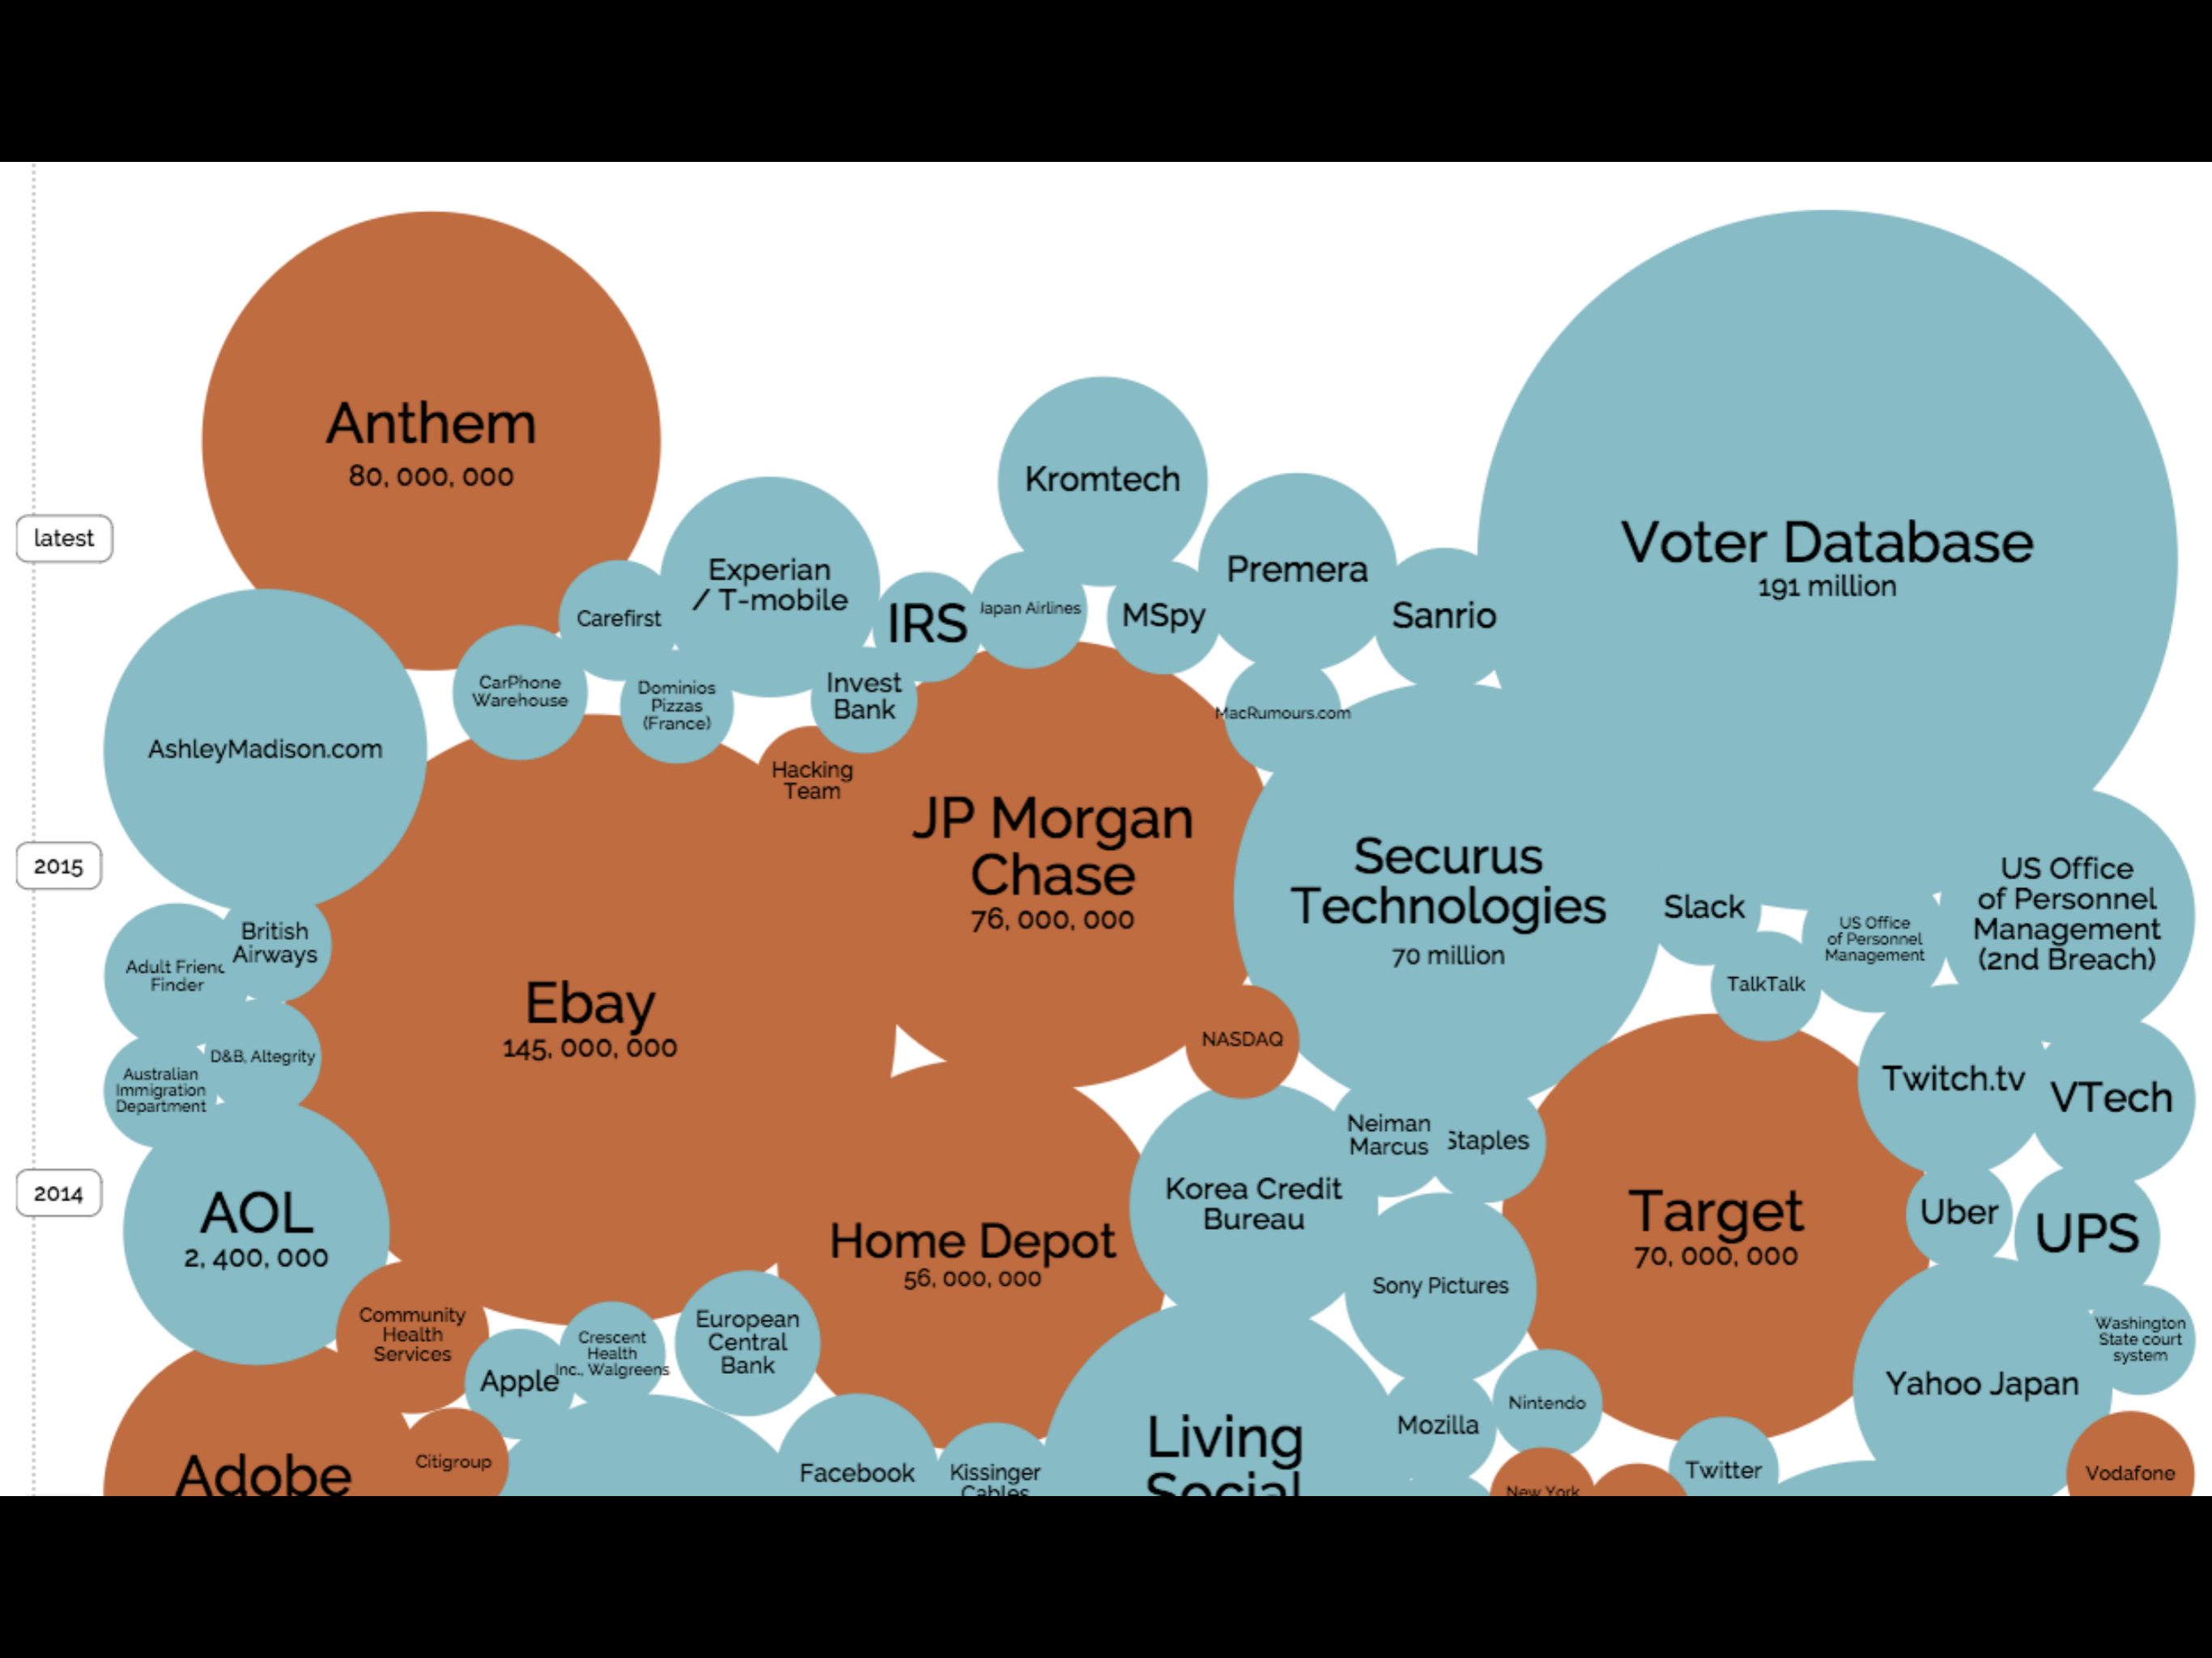 Anthem
80, 000, 000
latest
Kromtech
Voter Database
191 million
Experian
/ T-mobile
Premera
Carefirst
IRS
Japan Airlines
MSpy
Sanrio
CarPhone
Warehouse
Dominios
Pizzas
(France)
Invest
Bank
MacRumours.com
AshleyMadison.com
Hacking
Team
2015
JP Morgan
Chase
76, 000, 000
Securus
Technologies
70 million
Slack
US Office
of Personnel
Management
US Office
of Personnel
Management
(2nd Breach)
British
Airways
Adult Frienc
Finder
TalkTalk
Ebay
145, 000, 000
NASDAQ
D&B, Altegrity
Australian
Immigration
Department
Twitch.tv
VTech
Neiman
Marcus
Staples
2014
AOL
2, 400, 000
Korea Credit
Bureau
Home Depot
56, 000, 000
Target
70, 000, 000
Uber
UPS
Sony Pictures
Community
Health
Services
European
Central
Bank
Crescent
Health
Inc., Walgreens
Apple
Washington
State court
system
Yahoo Japan
Nintendo
Mozilla
Living
Social
Citigroup
Adobe
Facebook
Kissinger
Cables
Twitter
Vodafone
New York